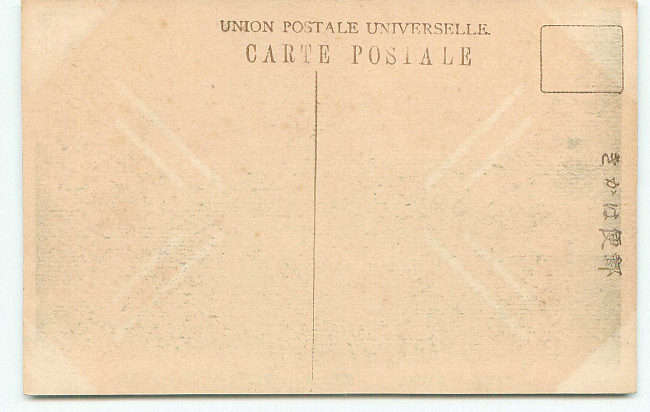 UNION POSTALE UNIVERSELLE.
CARTE POSTALE
郵便はかき